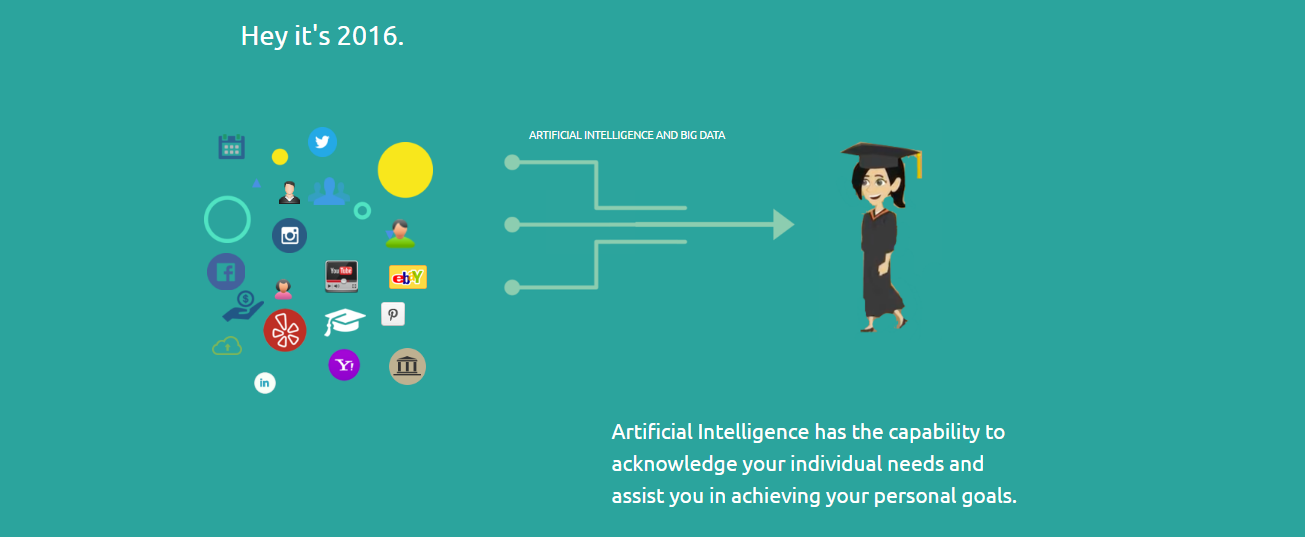 Hey it's 2016.
ARTIFICIAL INTELLIGENCE AND BIG DATA
You Tube
ebY
in
Y!
$
Artificial Intelligence has the capability to
acknowledge your individual needs and
assist you in achieving your personal goals.